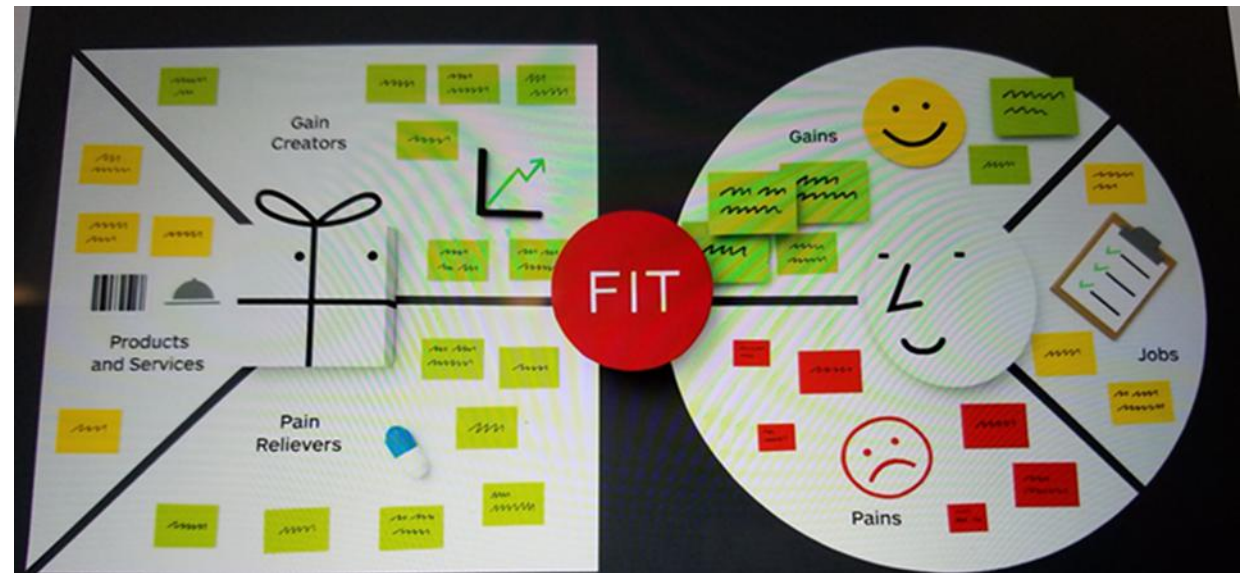 Gain
Creators
Gains
FIT
Products
and Services
Jobs
Pain
Relievers
Pains